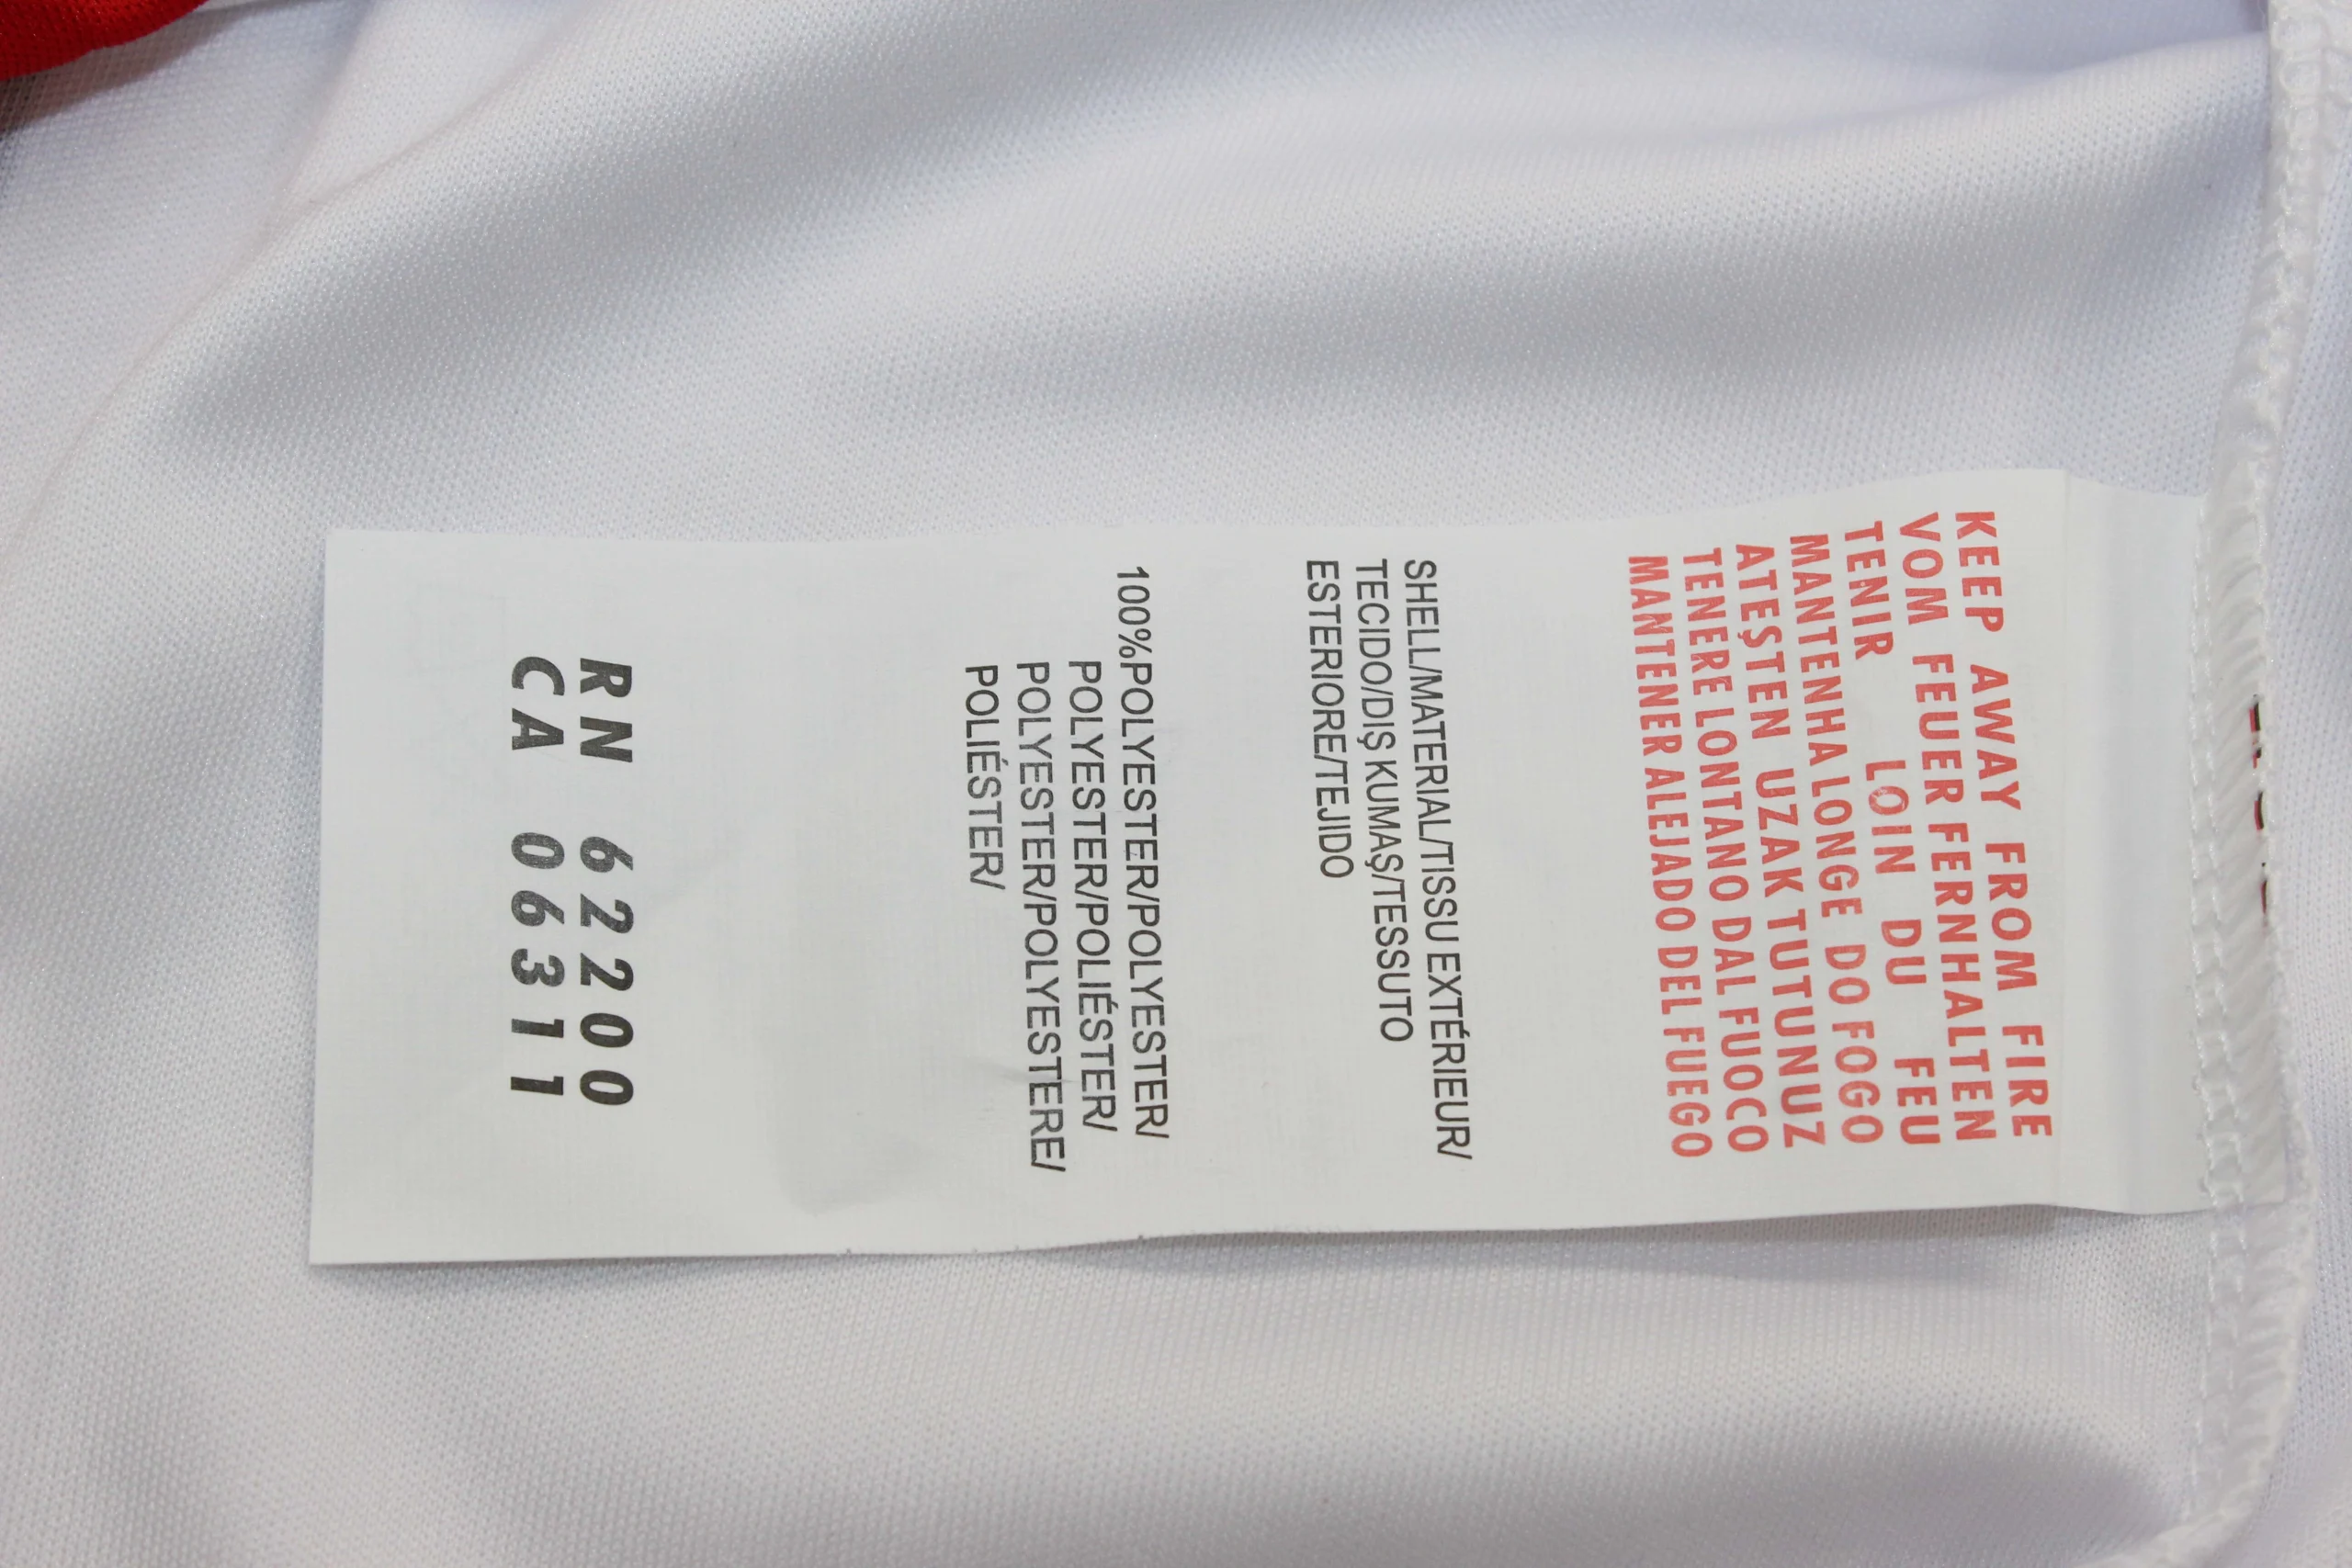 KEEP AWAY FROM FIRE
VOM FEUER FERNHALTEN
TENIR LOIN DU FEU
MANTENHA LONGE DO FOGO
ATEŞTEN UZAK TUTUNUZ
TENERE LONTANO DAL FUOCO
MANTENER ALEJADO DEL FUEGO
SHELL/MATERIAL/TISSU EXTÉRIEUR/
TECIDO/DIŞ KUMAŞ/TESSUTO
ESTERIORE/TEJIDO
100%POLYESTER/POLYESTER/
POLYESTER/POLIÉSTER/
POLYESTER/POLYESTERE/
POLIÉSTER/
RN 62200
CA 06311